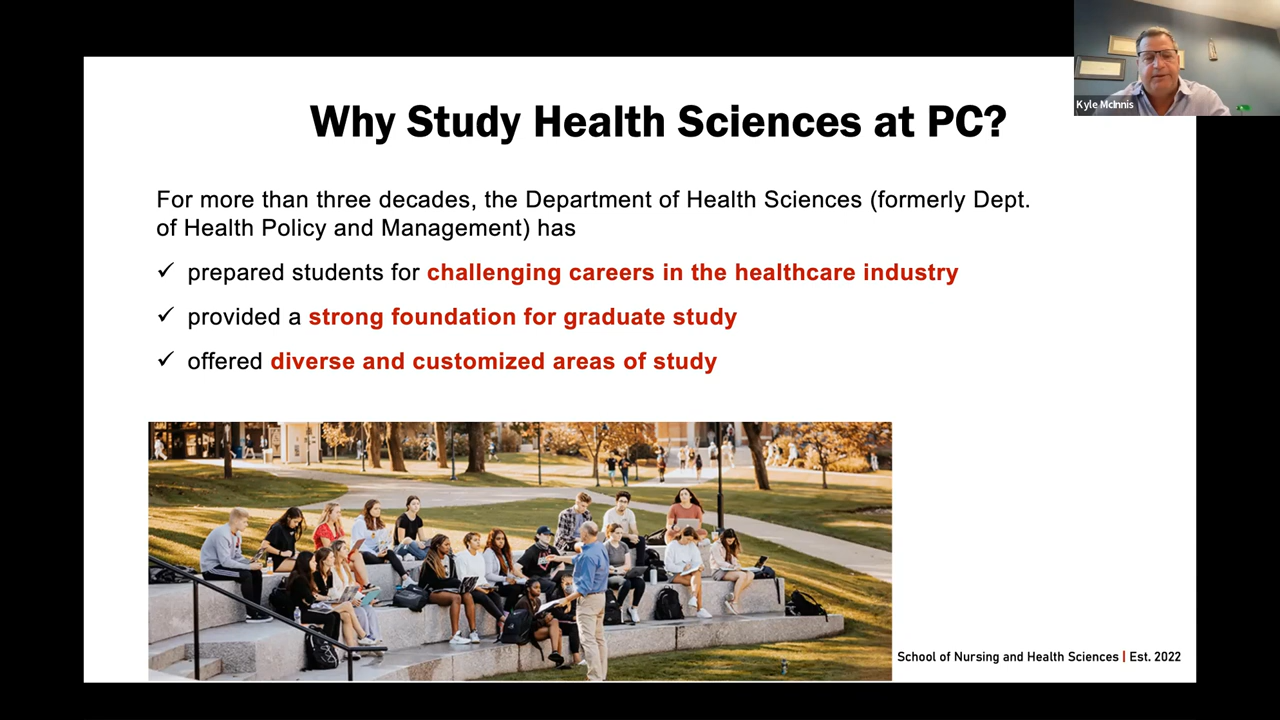 Kyle McInnis
Why Study Health Sciences at PC?
For more than three decades, the Department of Health Sciences (formerly Dept.
of Health Policy and Management) has
✓ prepared students for challenging careers in the healthcare industry
✓ provided a strong foundation for graduate study
✓ offered diverse and customized areas of study
School of Nursing and Health Sciences | Est. 2022